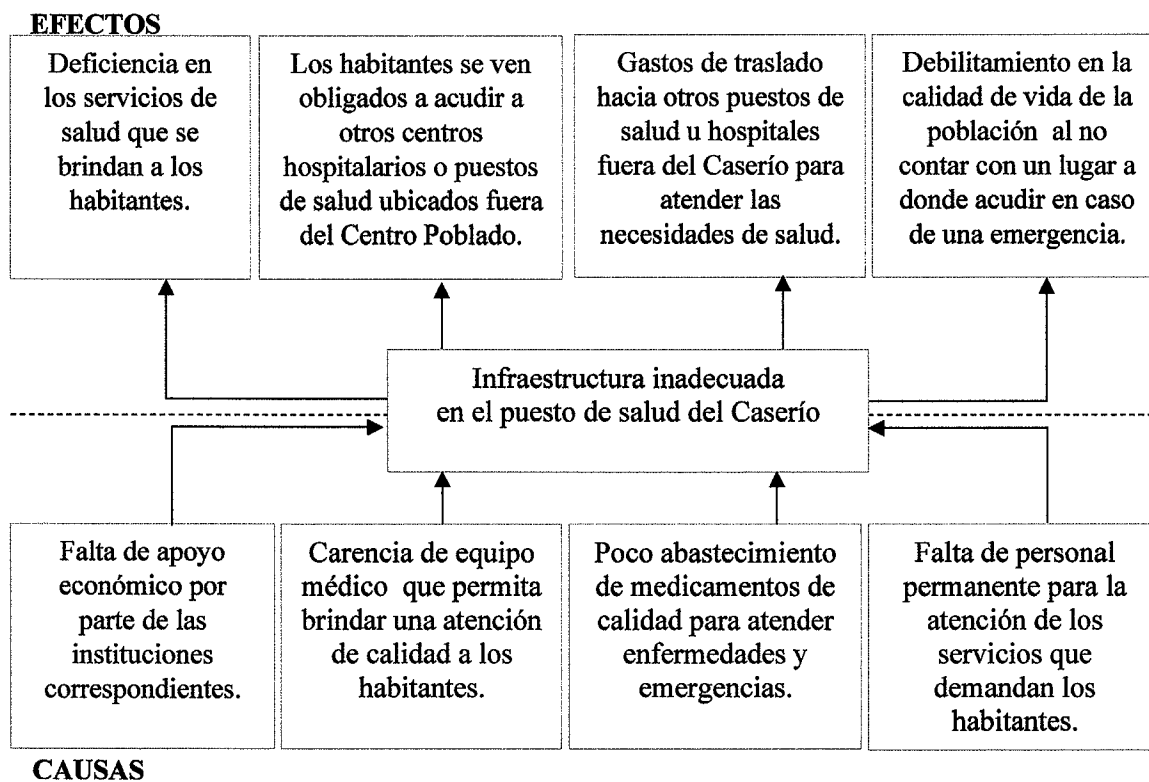 EFECTOS
Deficiencia en
los servicios de
salud que se
brindan a los
habitantes.
Los habitantes se ven
obligados a acudir a
otros centros
hospitalarios o puestos
de salud ubicados fuera
del Centro Poblado.
Gastos de traslado
hacia otros puestos de
salud u hospitales
fuera del Caserío para
atender las
necesidades de salud.
Debilitamiento en la
calidad de vida de la
población al no
contar con un lugar a
donde acudir en caso
de una emergencia.
Infraestructura inadecuada
en el puesto de salud del Caserío
Falta de apoyo
económico por
parte de las
instituciones
correspondientes.
Carencia de equipo
médico que permita
brindar una atención
de calidad a los
habitantes.
Poco abastecimiento
de medicamentos de
calidad para atender
enfermedades y
emergencias.
Falta de personal
permanente para la
atención de los
servicios que
demandan los
habitantes.
CAUSAS